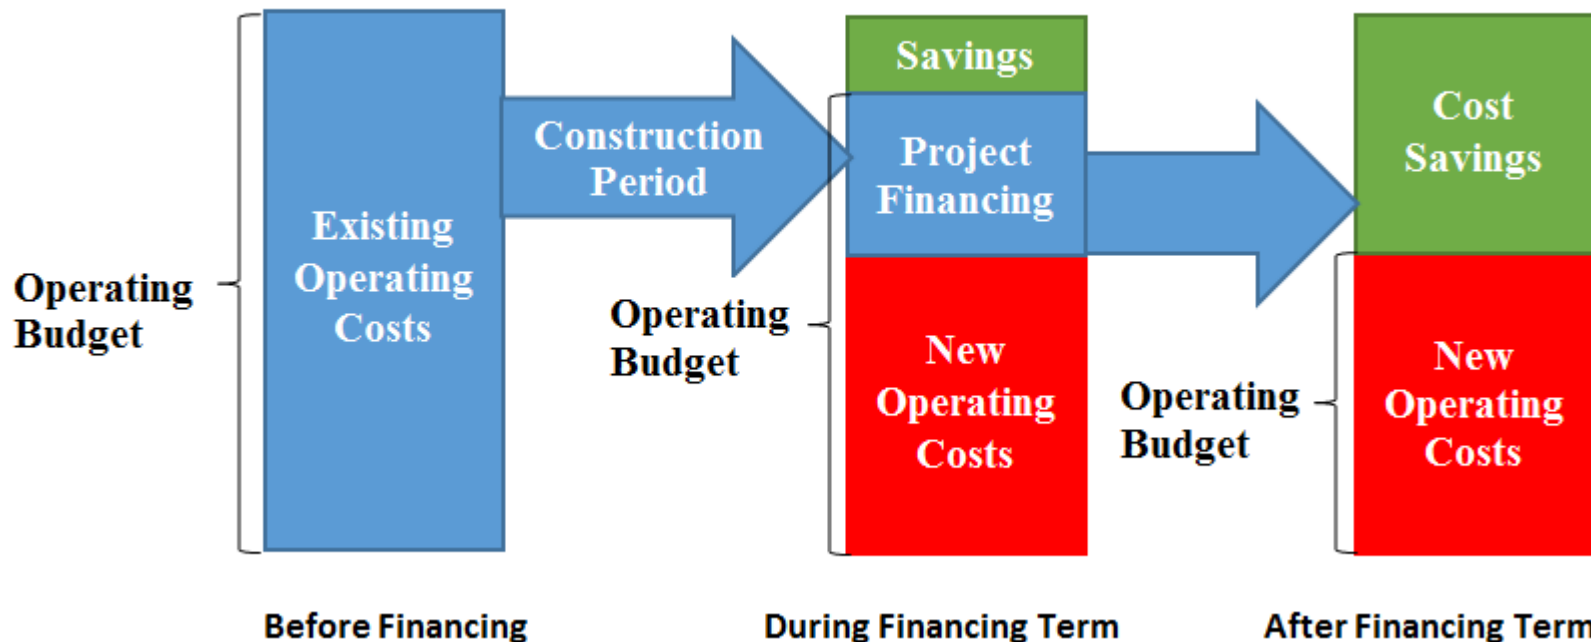 Operating
Budget
Existing
Operating
Costs
Construction
Period
Operating
Budget
Savings
Project
Financing
New
Operating
Costs
Operating
Budget
Cost
Savings
New
Operating
Costs
Before Financing
During Financing Term
After Financing Term